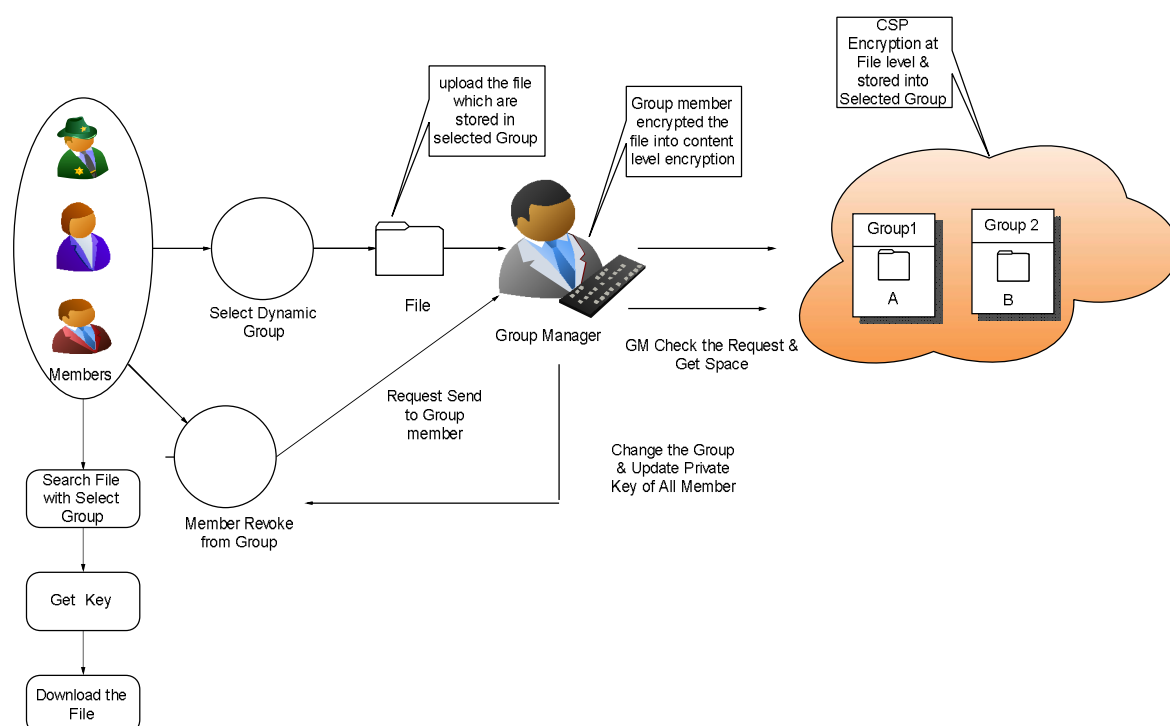 CSP
Encryption at
File level &
stored into
Selected Group
upload the file
which are
stored in
selected Group
Group member
encrypted the
file into content
level encryption
Group1
A
Group 2
B
Select Dynamic
Group
File
Group Manager
GM Check the Request &
Get Space
Members
Request Send
to Group
member
Change the Group
& Update Private
Key of All Member
Member Revoke
from Group
Search File
with Select
Group
Get Key
Download the
File